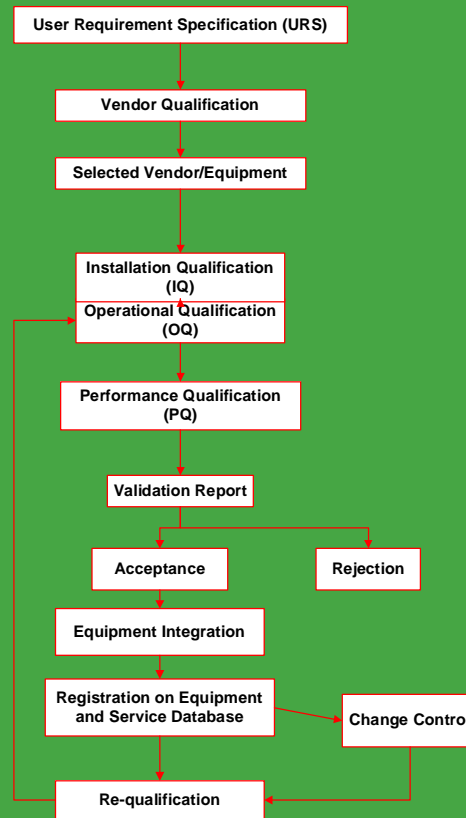 User Requirement Specification (URS)
Vendor Qualification
Selected Vendor/Equipment
Installation Qualification
(IQ)
Operational Qualification
(OQ)
Performance Qualification
(PQ)
Validation Report
Acceptance
Rejection
Equipment Integration
Registration on Equipment
and Service Database
Change Contro
Re-qualification